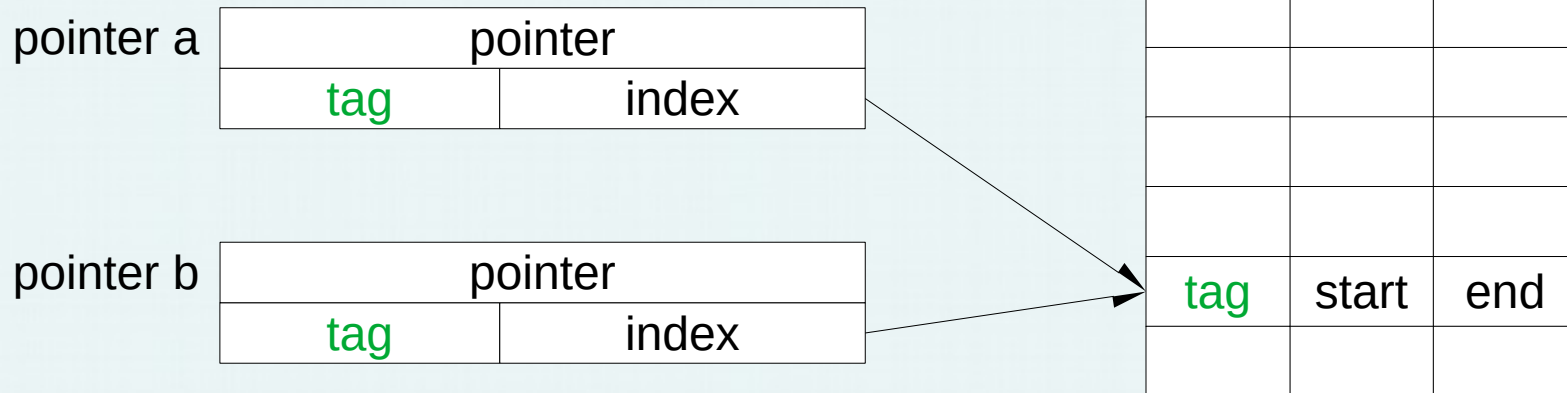 pointer a pointer
tag index
pointer b pointer
tag start end
tag index